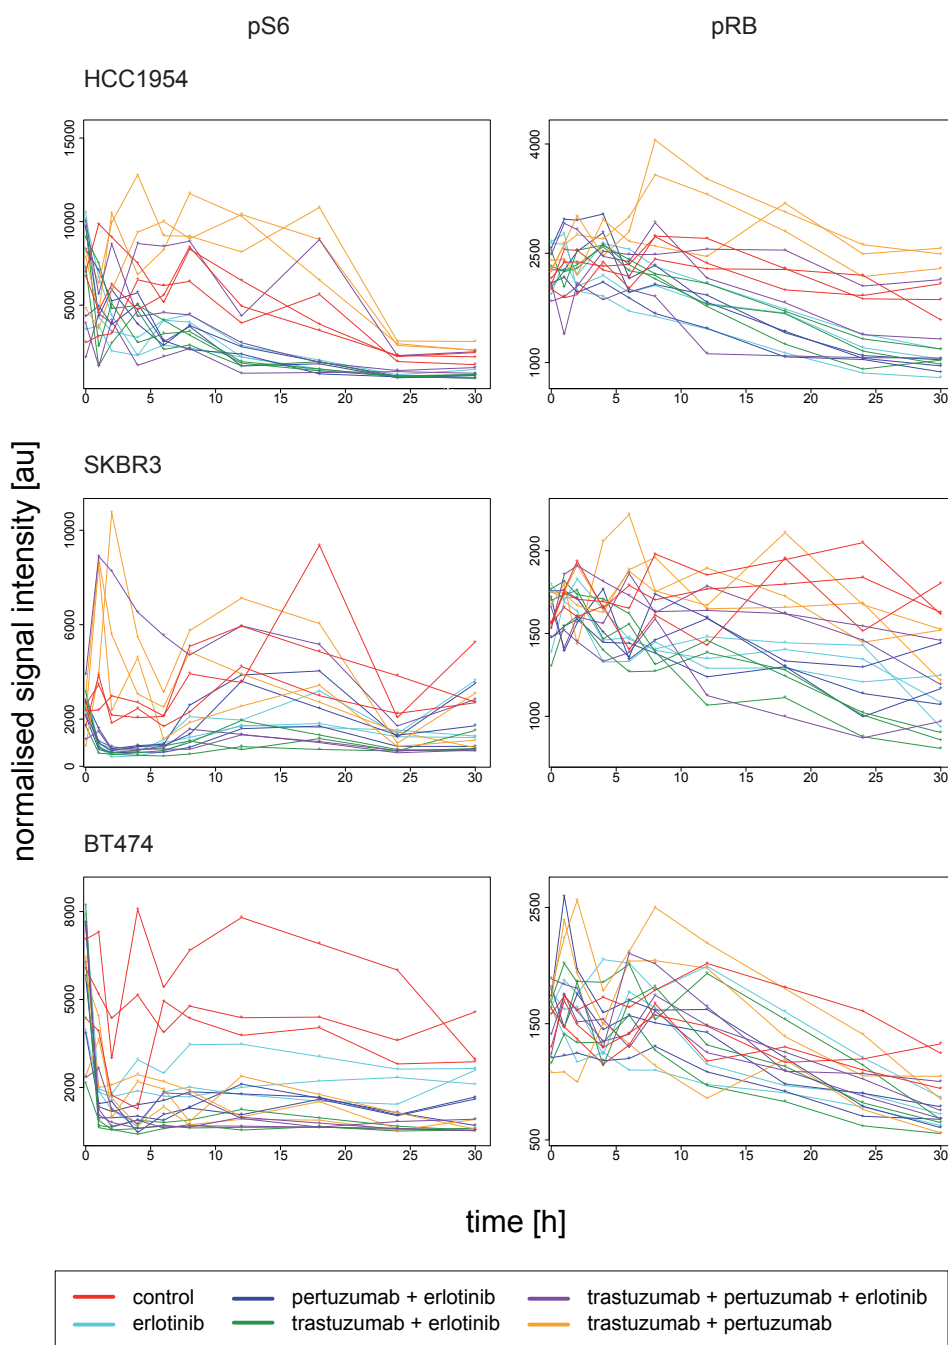 pS6 pRB
HCC1954
5000 10000 15000
0 5 10 15 20 25 30
1000 2500 4000
0 5 10 15 20 25 30
SKBR3
0 2000 6000 10000
0 5 10 15 20 25 30
1000 1500 2000
0 5 10 15 20 25 30
BT474
2000 5000 8000
0 5 10 15 20 25 30
500 1500 2500
0 5 10 15 20 25 30
normalised signal intensity [au]
time [h]
control pertuzumab + erlotinib trastuzumab + pertuzumab + erlotinib
erlotinib trastuzumab + erlotinib trastuzumab + pertuzumab